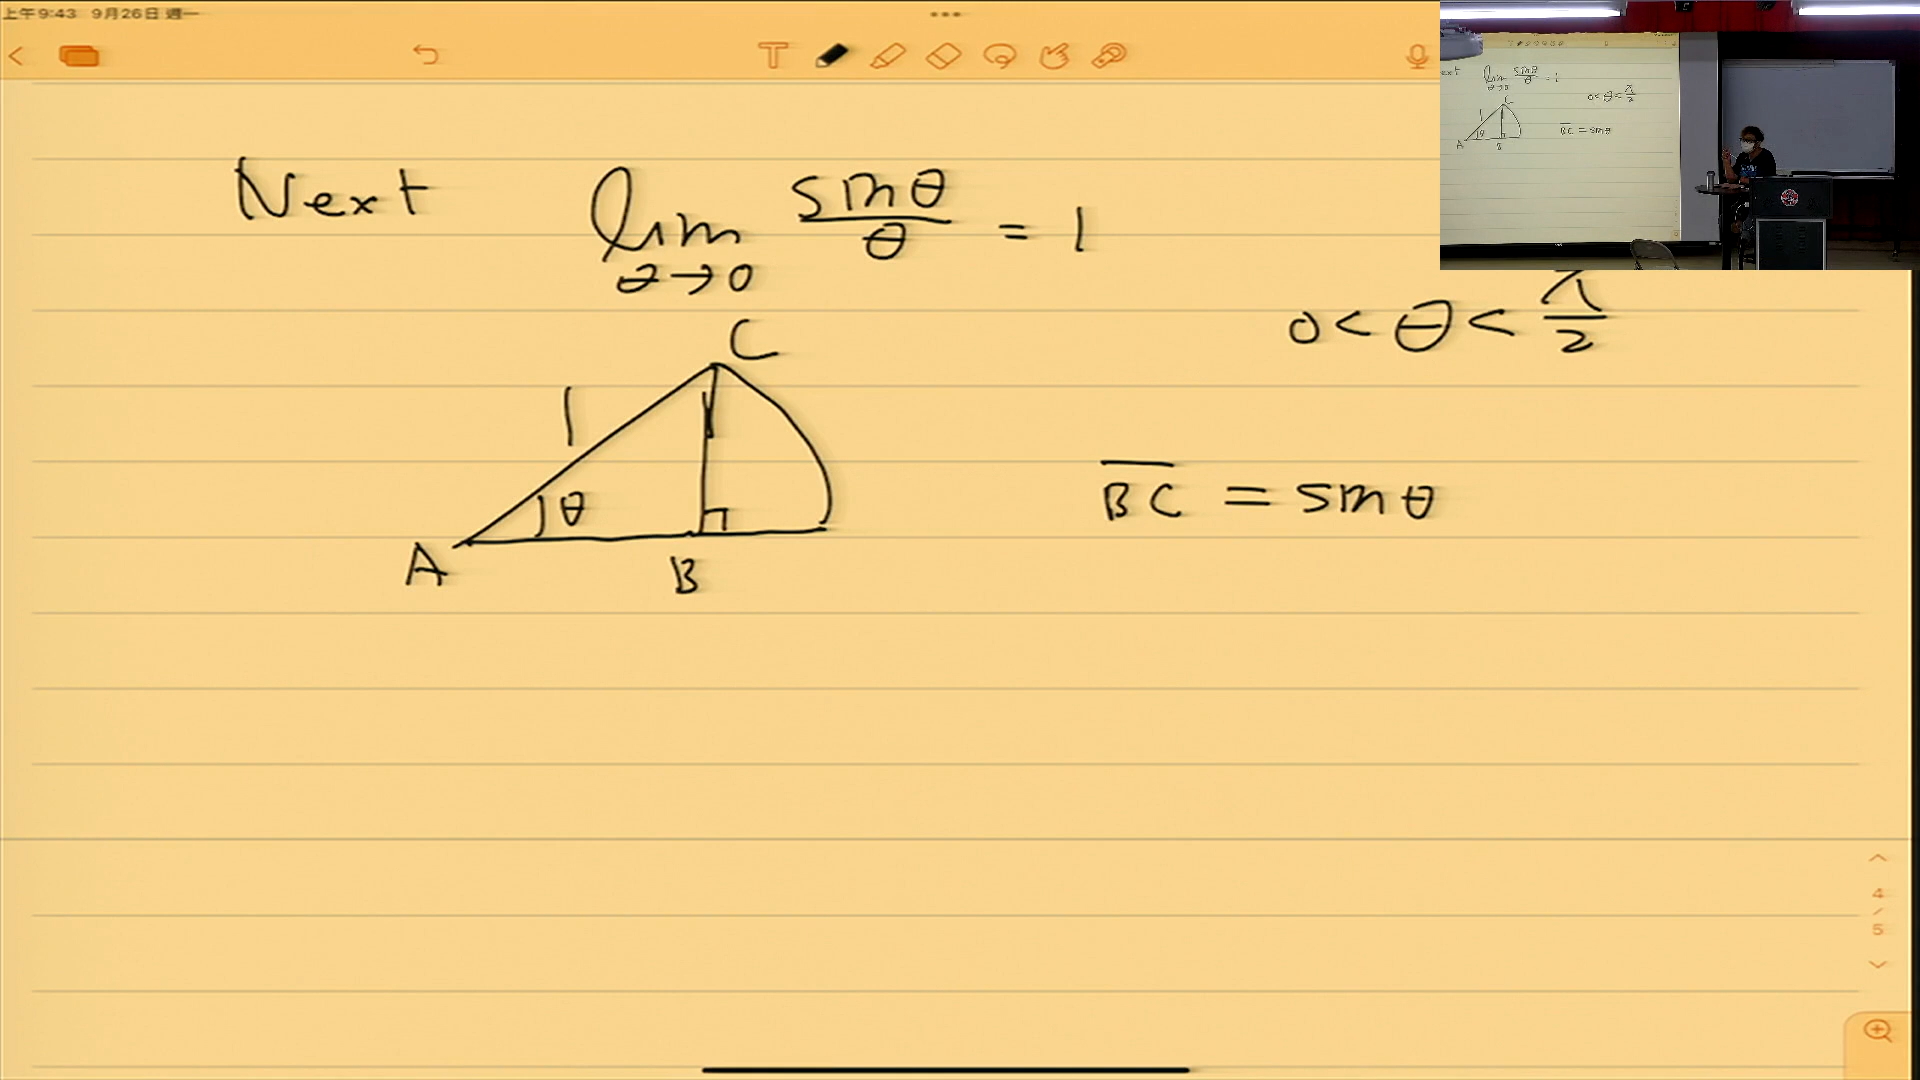 上午9:43 9月26日 週一
Next lim θ→0 sinθ/θ = 1
0 < θ < π/2
C
1
θ
A
B
BC = sinθ
4
/
5